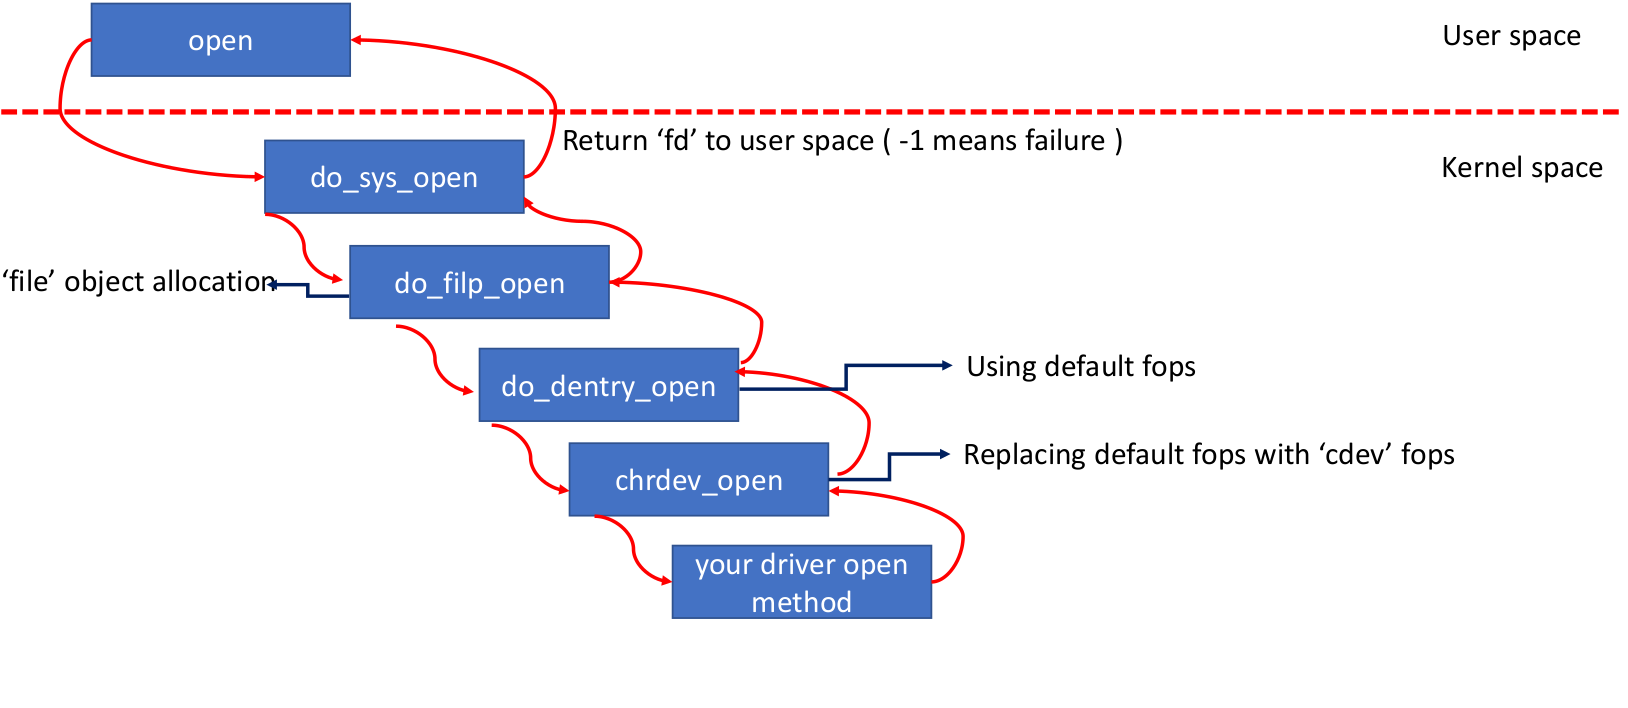 open
User space
Return ‘fd’ to user space ( -1 means failure )
Kernel space
do_sys_open
‘file’ object allocation
do_filp_open
Using default fops
do_dentry_open
Replacing default fops with ‘cdev’ fops
chrdev_open
your driver open
method